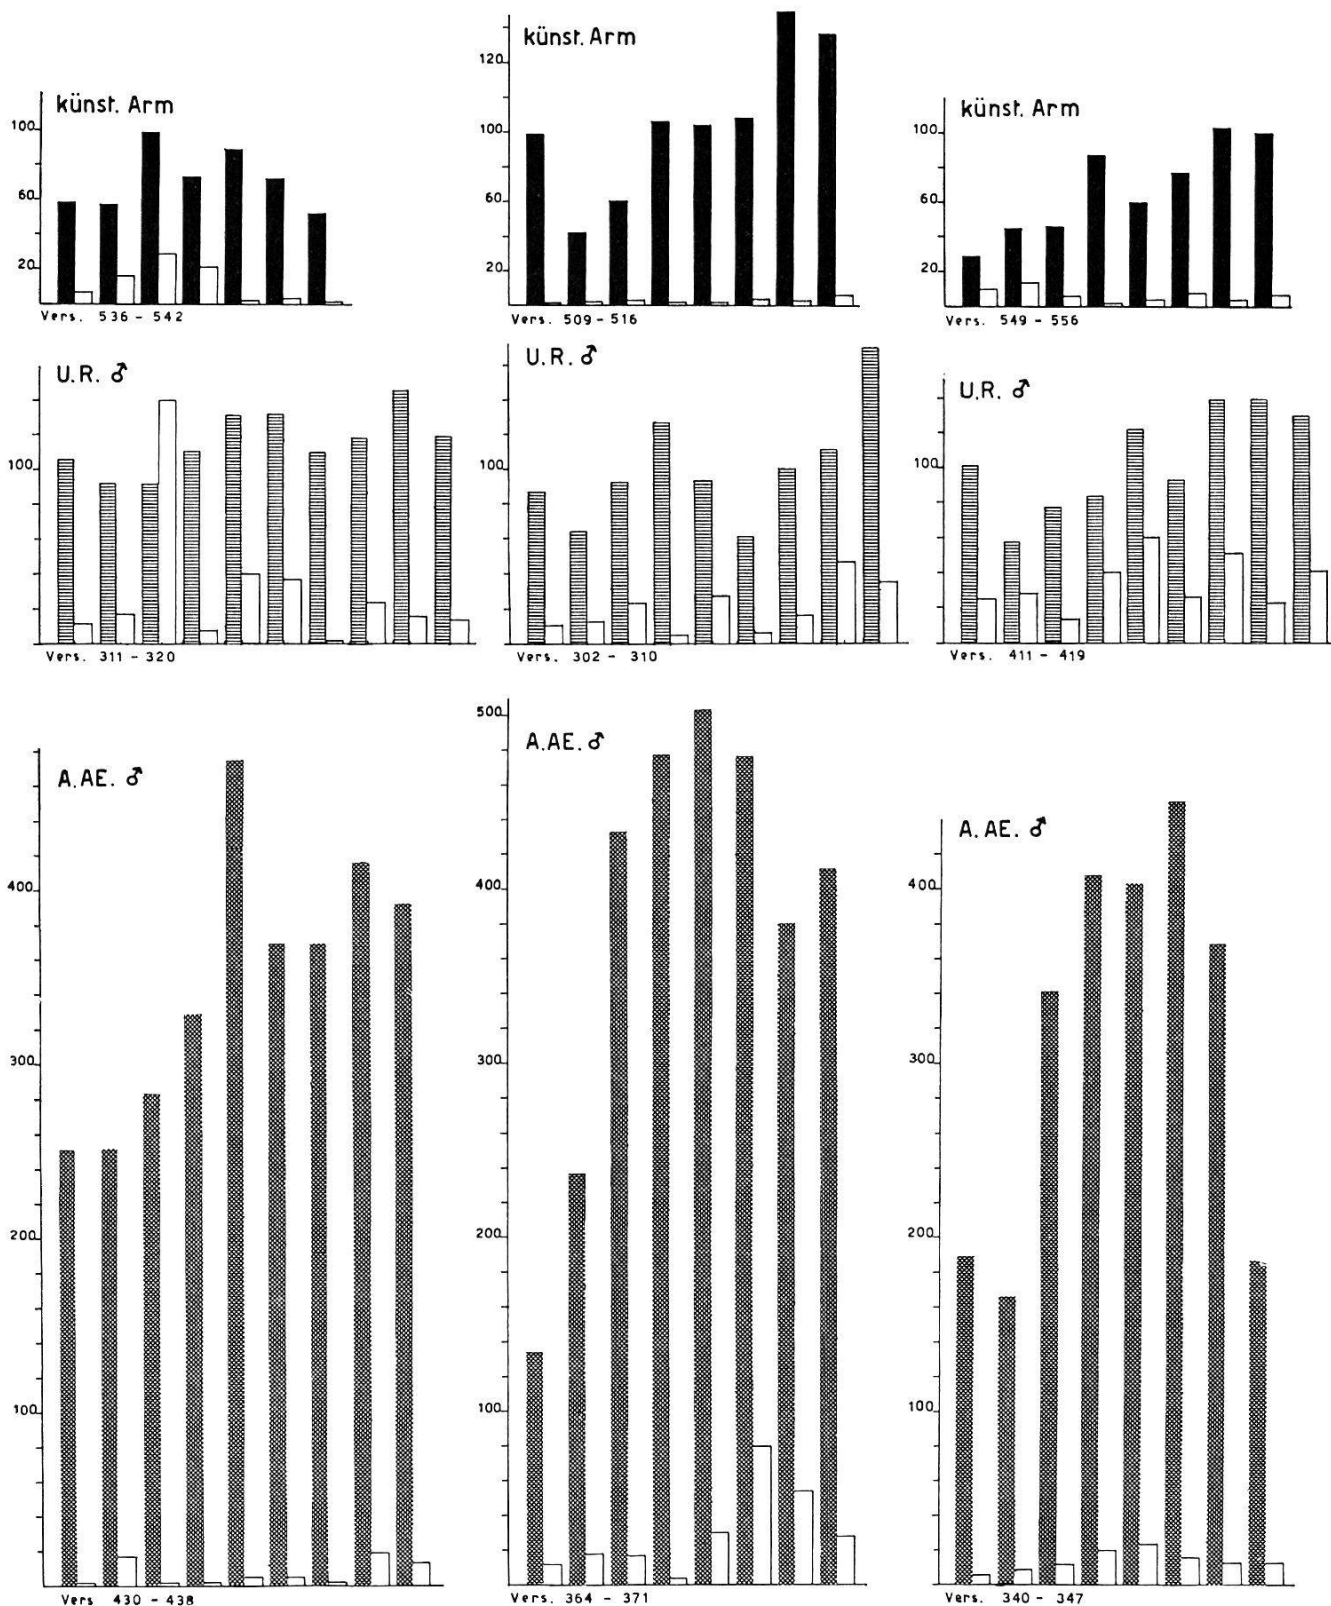 künst. Arm
100
60
20
Vers. 536 - 542
künst. Arm
120
100
60
20
Vers. 509 - 516
künst. Arm
100
60
20
Vers. 549 - 556
U.R. ♂
100
Vers. 311 - 320
U.R. ♂
100
Vers. 302 - 310
U.R. ♂
100
Vers. 411 - 419
A.AE. ♂
400
300
200
100
Vers 430 - 438
500
A.AE. ♂
400
300
200
100
Vers. 364 - 371
A.AE. ♂
400
300
200
100
Vers. 340 - 347